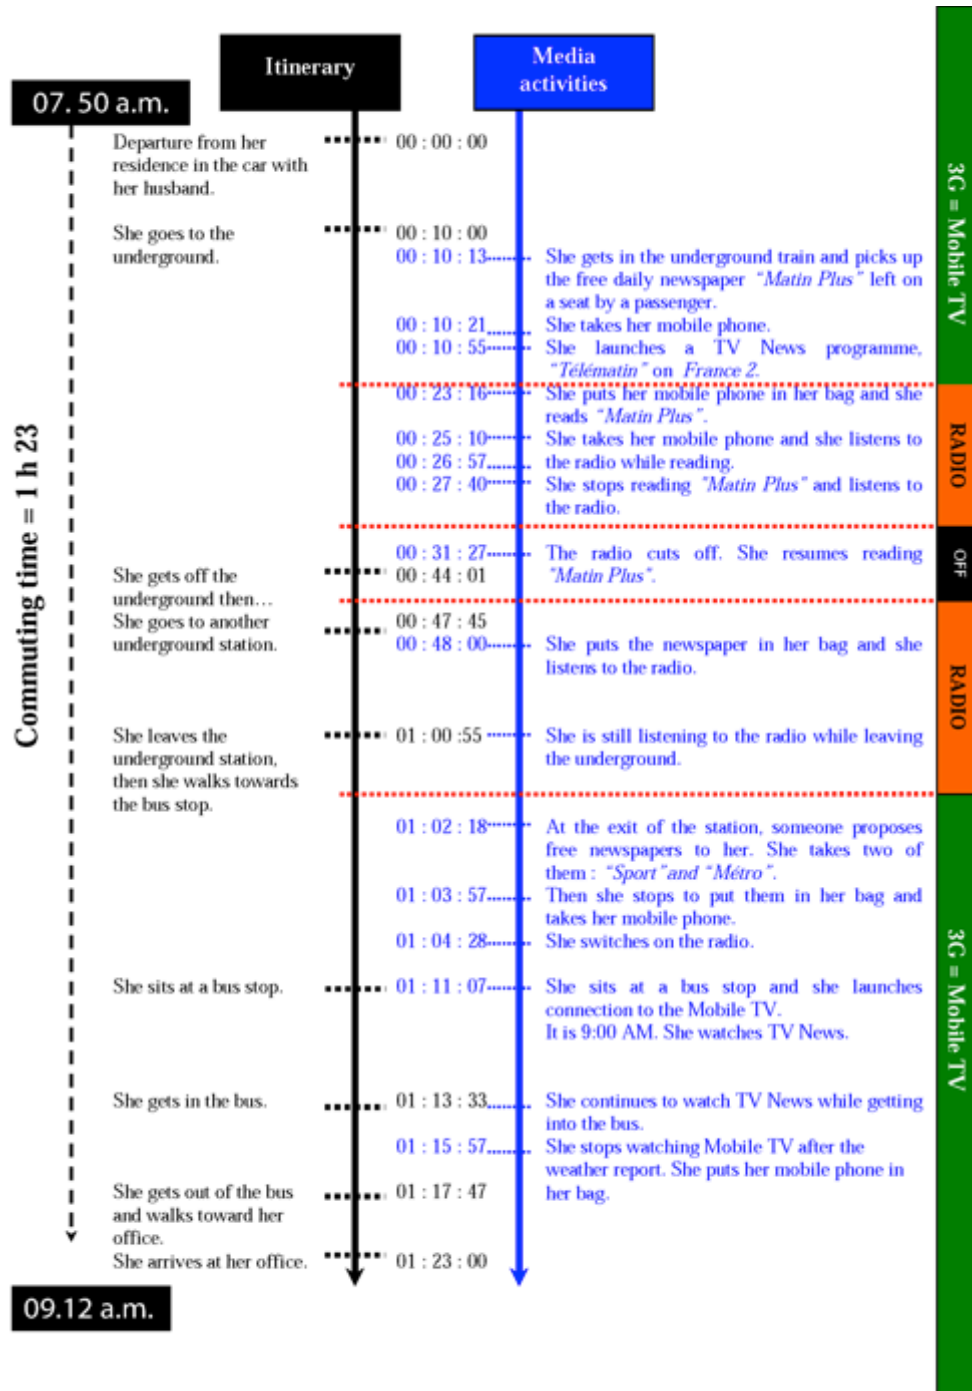 Itinerary
Media
activities
07. 50 a.m.
Departure from her
residence in the car with
her husband.
00 : 00 : 00
She goes to the
underground.
00 : 10 : 00
00 : 10 : 13
She gets in the underground train and picks up
the free daily newspaper "Matin Plus" left on
a seat by a passenger.
00 : 10 : 21
She takes her mobile phone.
00 : 10 : 55
She launches a TV News programme,
"Télématin" on France 2.
00 : 23 : 16
She puts her mobile phone in her bag and she
reads "Matin Plus".
00 : 25 : 10
She takes her mobile phone and she listens to
00 : 26 : 57
the radio while reading.
00 : 27 : 40
She stops reading "Matin Plus" and listens to
the radio.
00 : 31 : 27
The radio cuts off. She resumes reading
"Matin Plus".
She gets off the
underground then...
00 : 44 : 01
She goes to another
underground station.
00 : 47 : 45
00 : 48 : 00
She puts the newspaper in her bag and she
listens to the radio.
She leaves the
underground station,
then she walks towards
the bus stop.
01 : 00 :55
She is still listening to the radio while leaving
the underground.
01 : 02 : 18
At the exit of the station, someone proposes
free newspapers to her. She takes two of
them : "Sport"and "Métro".
01 : 03 : 57
Then she stops to put them in her bag and
takes her mobile phone.
01 : 04 : 28
She switches on the radio.
She sits at a bus stop.
01 : 11 : 07
She sits at a bus stop and she launches
connection to the Mobile TV.
It is 9:00 AM. She watches TV News.
She gets in the bus.
01 : 13 : 33
She continues to watch TV News while getting
into the bus.
01 : 15 : 57
She stops watching Mobile TV after the
weather report. She puts her mobile phone in
her bag.
She gets out of the bus
and walks toward her
office.
01 : 17 : 47
She arrives at her office.
01 : 23 : 00
09.12 a.m.
Commuting time = 1 h 23
3G = Mobile TV
RADIO
OFF
RADIO
3G = Mobile TV